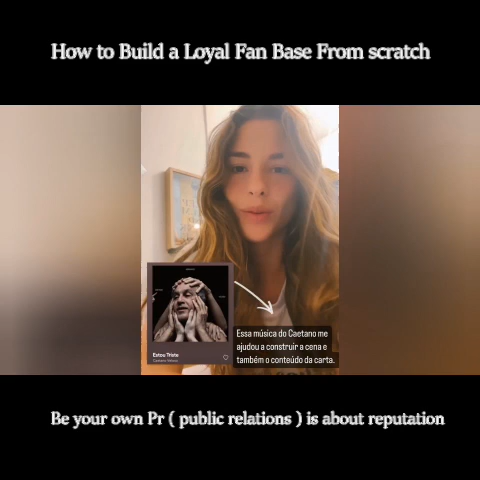 How to Build a Loyal Fan Base From scratch
Estou Triste
Caetano Veloso
Essa música do Caetano me
ajudou a construir a cena e
também o conteúdo da carta.
Be your own Pr ( public relations ) is about reputation